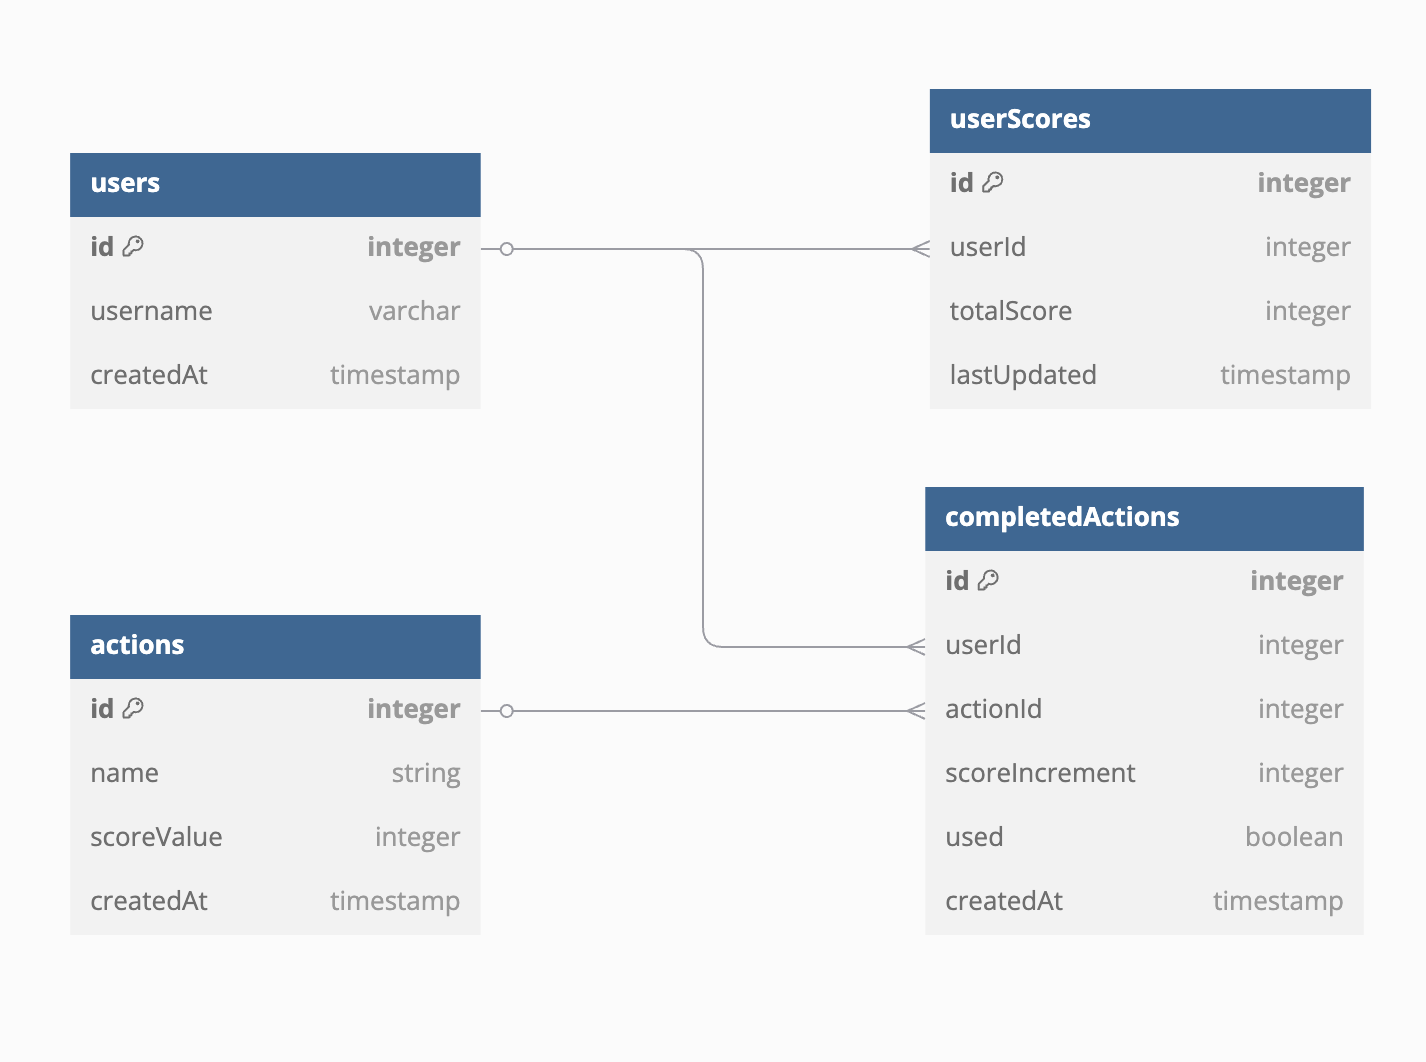 users
id integer
username varchar
createdAt timestamp
userScores
id integer
userId integer
totalScore integer
lastUpdated timestamp
actions
id integer
name string
scoreValue integer
createdAt timestamp
completedActions
id integer
userId integer
actionId integer
scoreIncrement integer
used boolean
createdAt timestamp